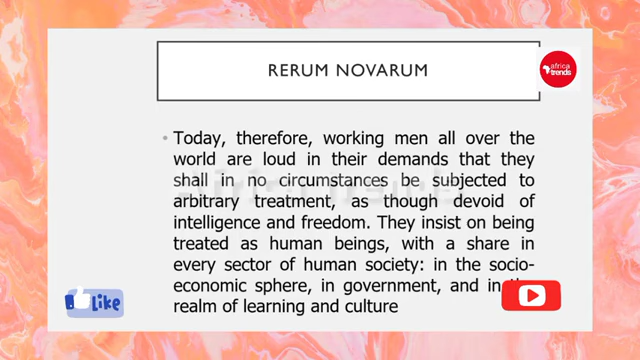 RERUM NOVARUM
africa
trends
Today, therefore, working men all over the
world are loud in their demands that they
shall in no circumstances be subjected to
arbitrary treatment, as though devoid of
intelligence and freedom. They insist on being
treated as human beings, with a share in
every sector of human society: in the socio-
economic sphere, in government, and in
realm of learning and culture
Like